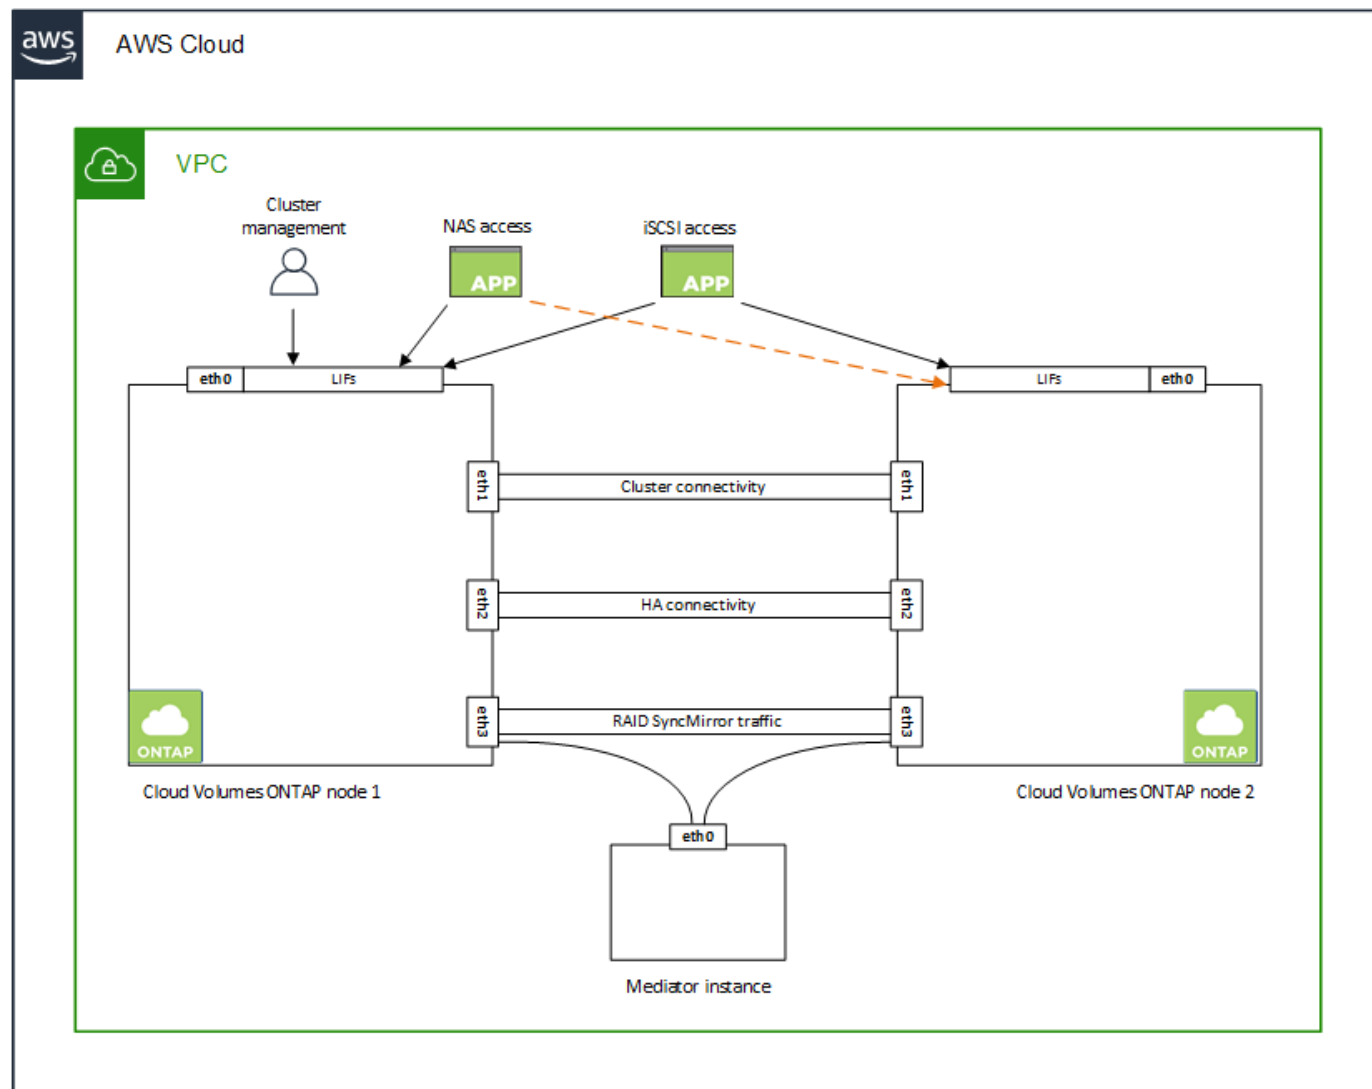 aws
AWS Cloud
VPC
Cluster
management
NAS access
iSCSI access
APP
APP
eth0
LIFs
LIFs
eth0
eth1
Cluster connectivity
eth1
eth2
HA connectivity
eth2
eth3
RAID SyncMirror traffic
eth3
ONTAP
ONTAP
Cloud Volumes ONTAP node 1
Cloud Volumes ONTAP node 2
eth0
Mediator instance